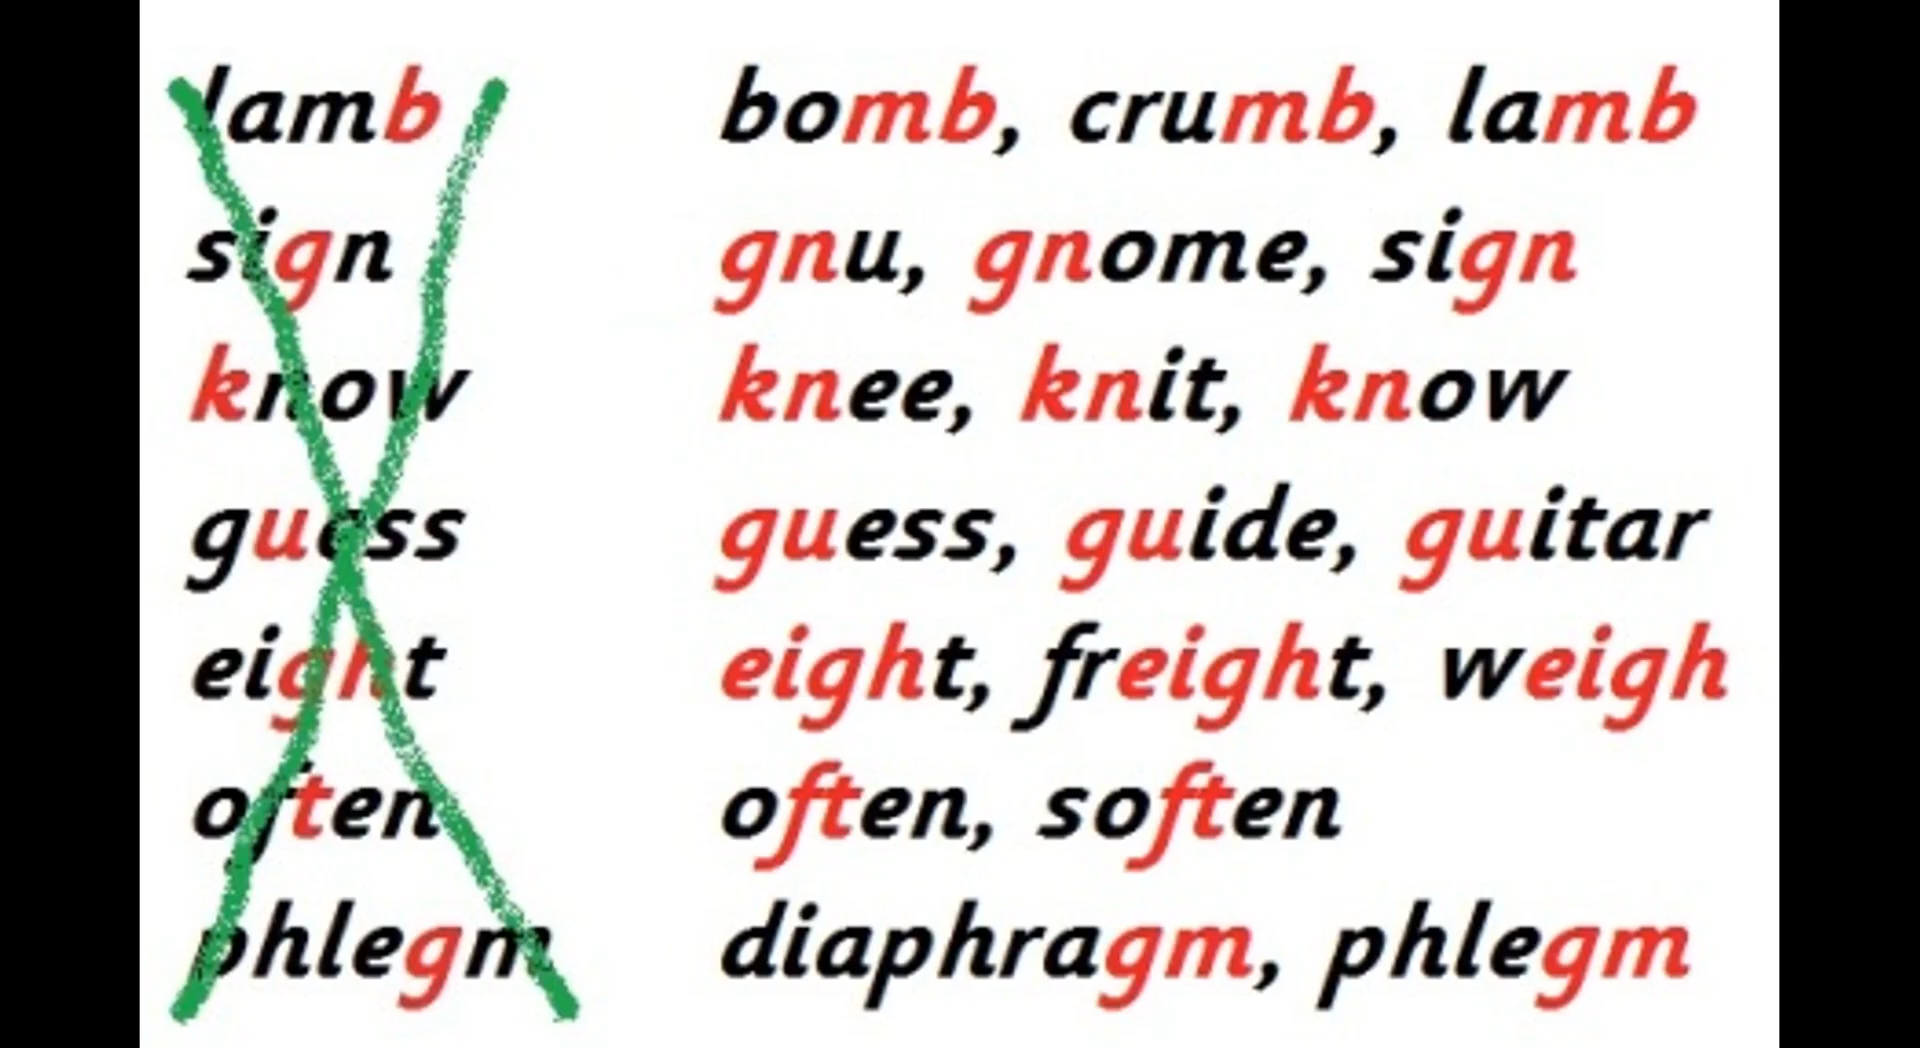 lamb bomb, crumb, lamb
sign gnu, gnome, sign
know knee, knit, know
guess guess, guide, guitar
eight eight, freight, weigh
often often, soften
phlegm diaphragm, phlegm